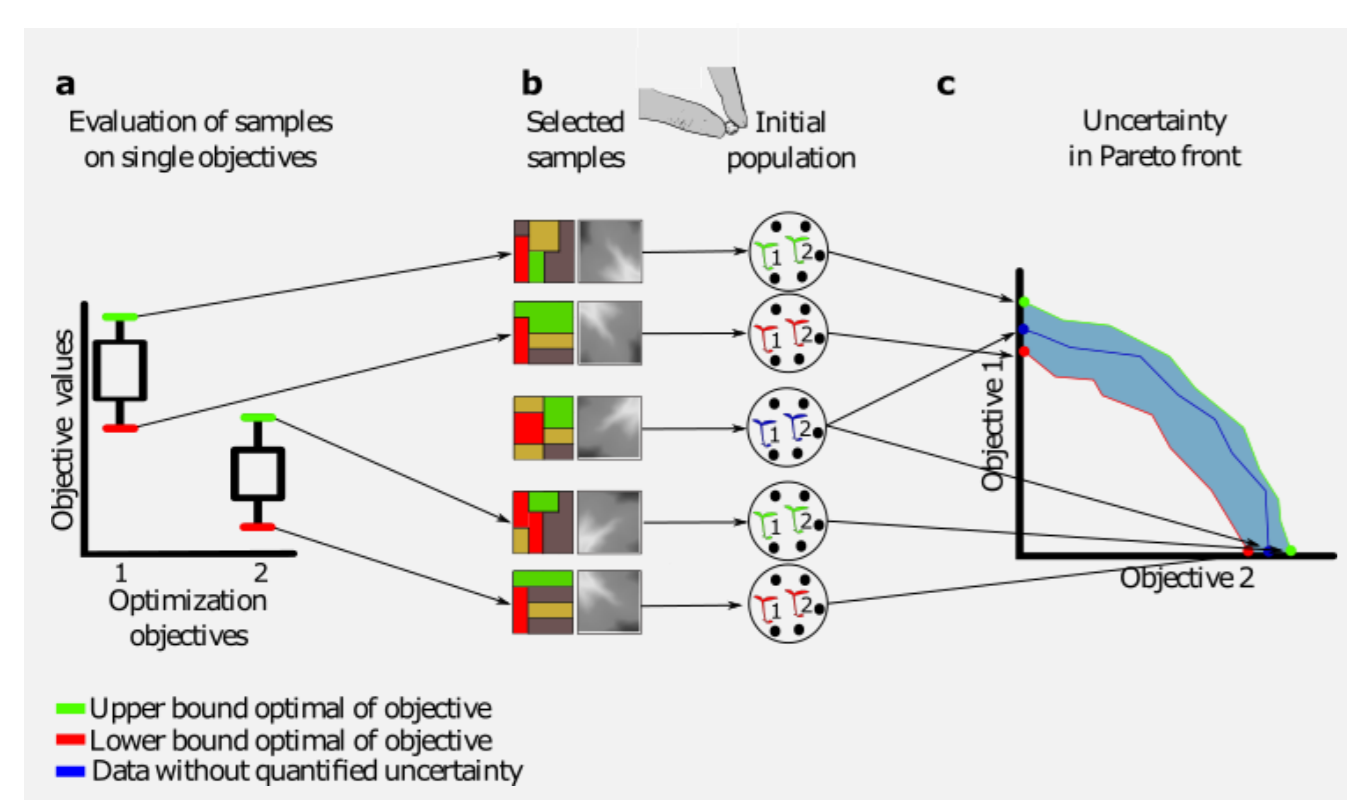 a
Evaluation of samples
on single objectives
b
Selected
samples
Initial
population
c
Uncertainty
in Pareto front
Objective values
1
2
Optimization
objectives
1 2
1 2
1 2
1 2
1 2
Objective 1
Objective 2
Upper bound optimal of objective
Lower bound optimal of objective
Data without quantified uncertainty